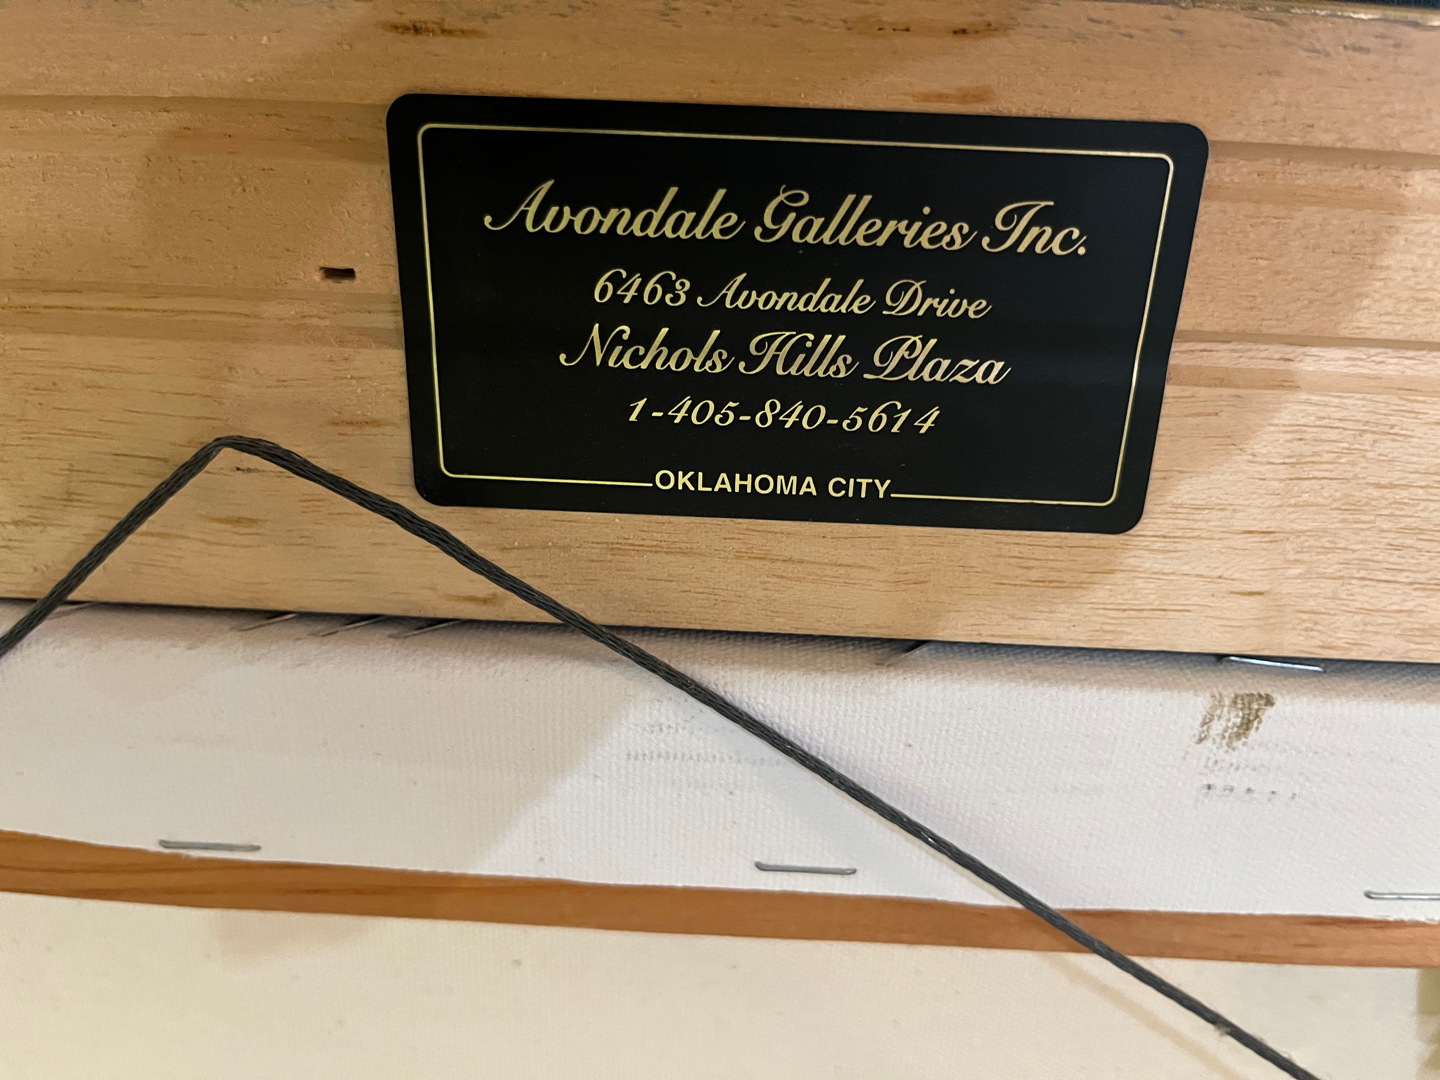 Avondale Galleries Inc.
6463 Avondale Drive
Nichols Hills Plaza
1-405-840-5614
OKLAHOMA CITY